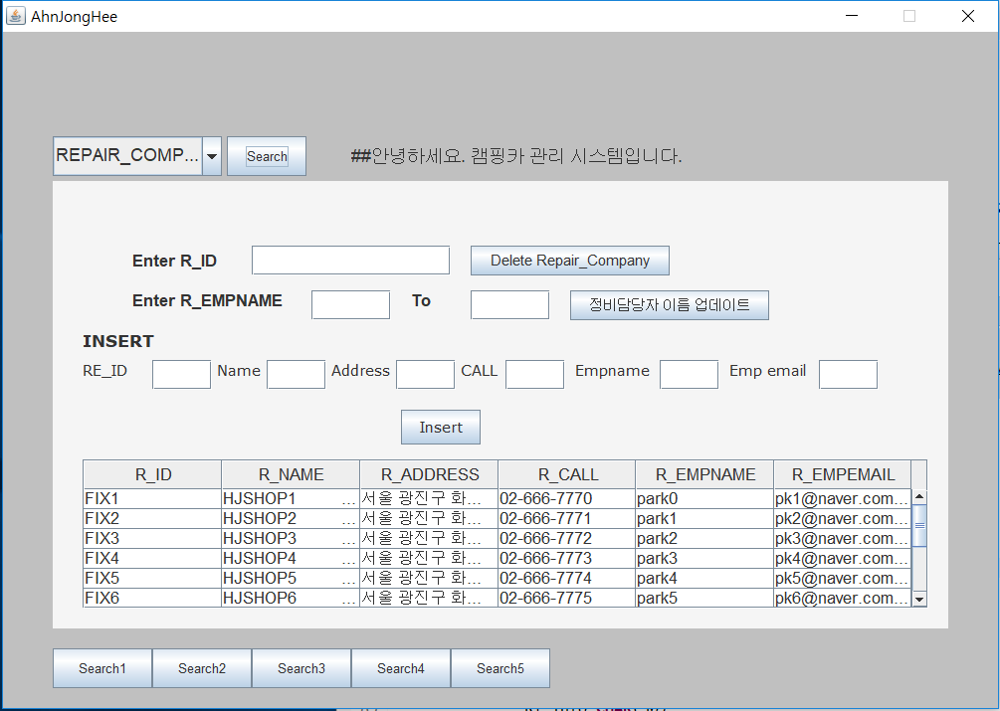 AhnJongHee
REPAIR_COMP... Search ##안녕하세요. 캠핑카 관리 시스템입니다.
Enter R_ID Delete Repair_Company
Enter R_EMPNAME To 정비담당자 이름 업데이트
INSERT
RE_ID Name Address CALL Empname Emp email
Insert
R_ID R_NAME R_ADDRESS R_CALL R_EMPNAME R_EMPEMAIL
FIX1 HJSHOP1 ... 서울 광진구 화... 02-666-7770 park0 pk1@naver.com...
FIX2 HJSHOP2 ... 서울 광진구 화... 02-666-7771 park1 pk2@naver.com...
FIX3 HJSHOP3 ... 서울 광진구 화... 02-666-7772 park2 pk3@naver.com...
FIX4 HJSHOP4 ... 서울 광진구 화... 02-666-7773 park3 pk4@naver.com...
FIX5 HJSHOP5 ... 서울 광진구 화... 02-666-7774 park4 pk5@naver.com...
FIX6 HJSHOP6 ... 서울 광진구 화... 02-666-7775 park5 pk6@naver.com...
Search1 Search2 Search3 Search4 Search5